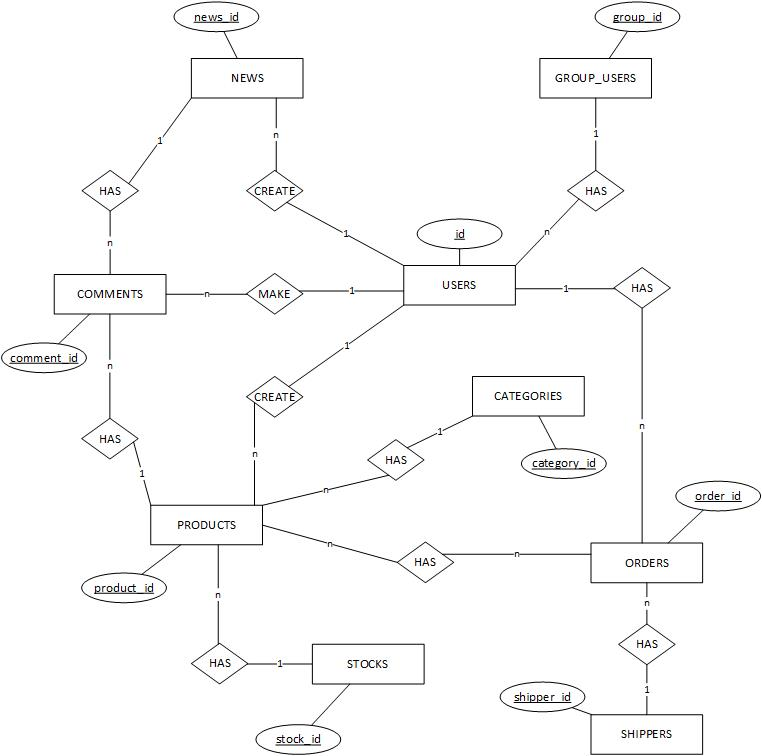 news_id
group_id
NEWS
GROUP_USERS
1
n
1
HAS
CREATE
HAS
n
1
n
id
n
COMMENTS
n
MAKE
1
USERS
1
HAS
comment_id
n
1
CREATE
CATEGORIES
n
HAS
1
n
1
HAS
category_id
n
1
n
order_id
PRODUCTS
n
n
HAS
ORDERS
product_id
n
n
HAS
1
STOCKS
HAS
1
shipper_id
stock_id
SHIPPERS